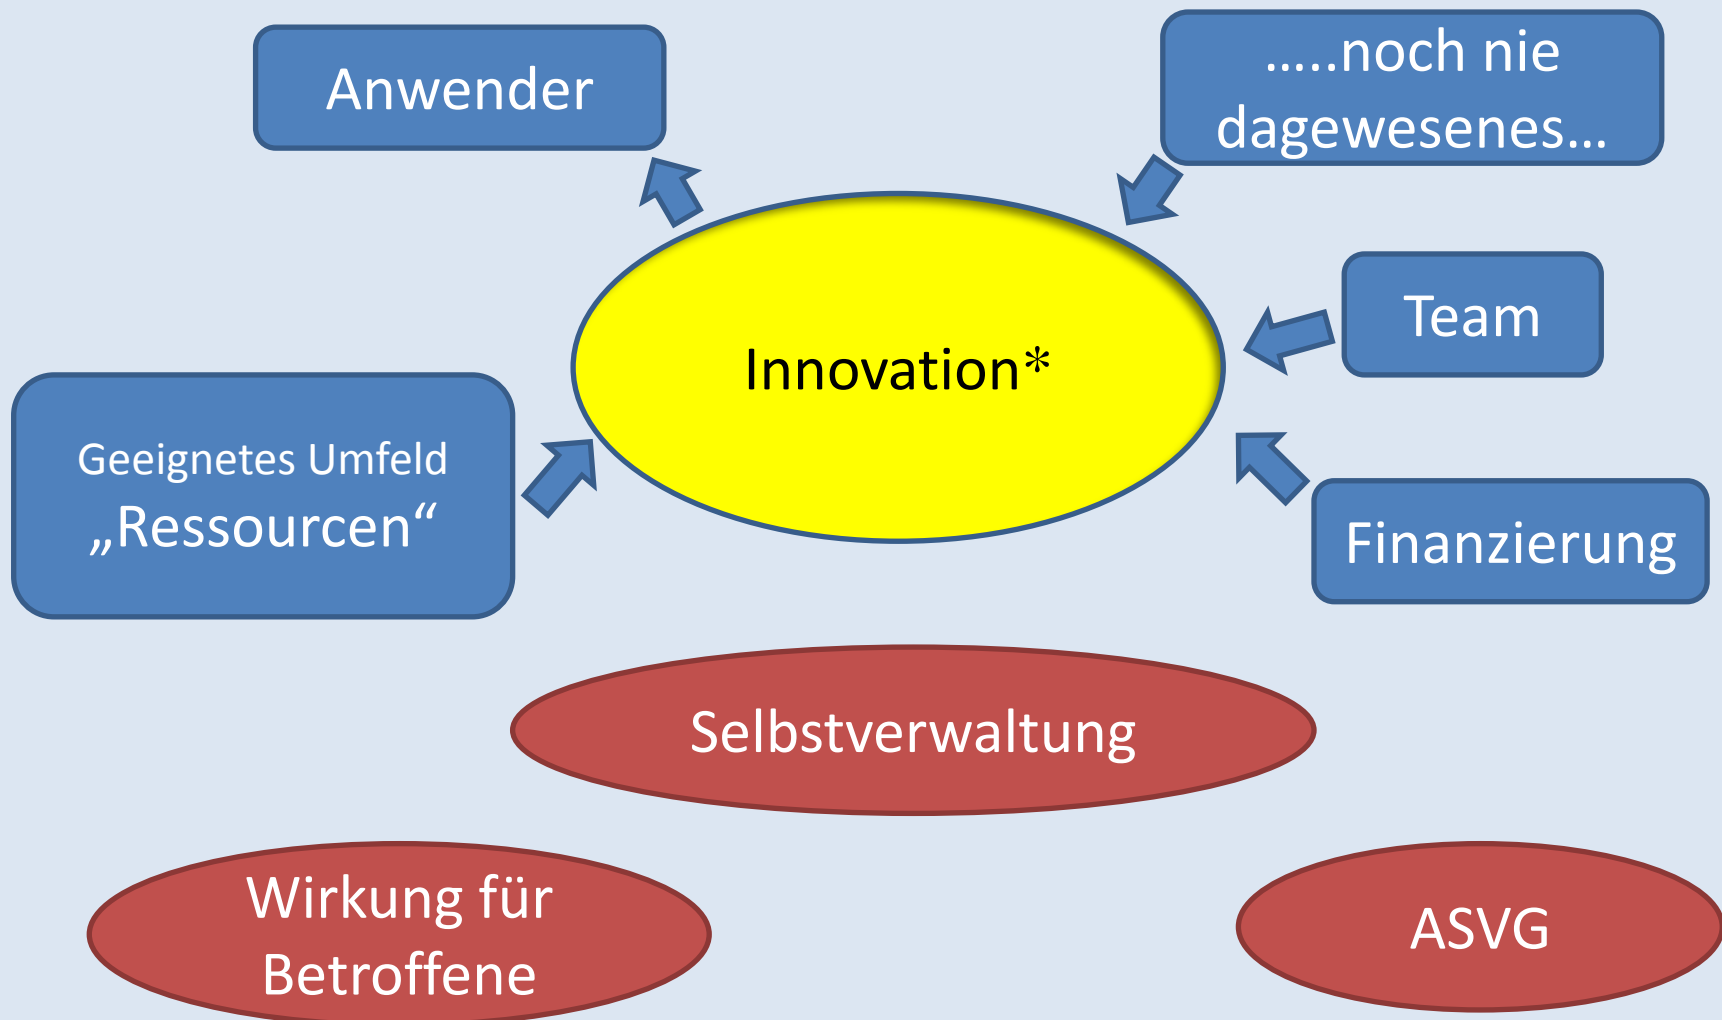 Anwender
.....noch nie
dagewesenes...
Innovation*
Team
Geeignetes Umfeld
„Ressourcen“
Finanzierung
Selbstverwaltung
Wirkung für
Betroffene
ASVG